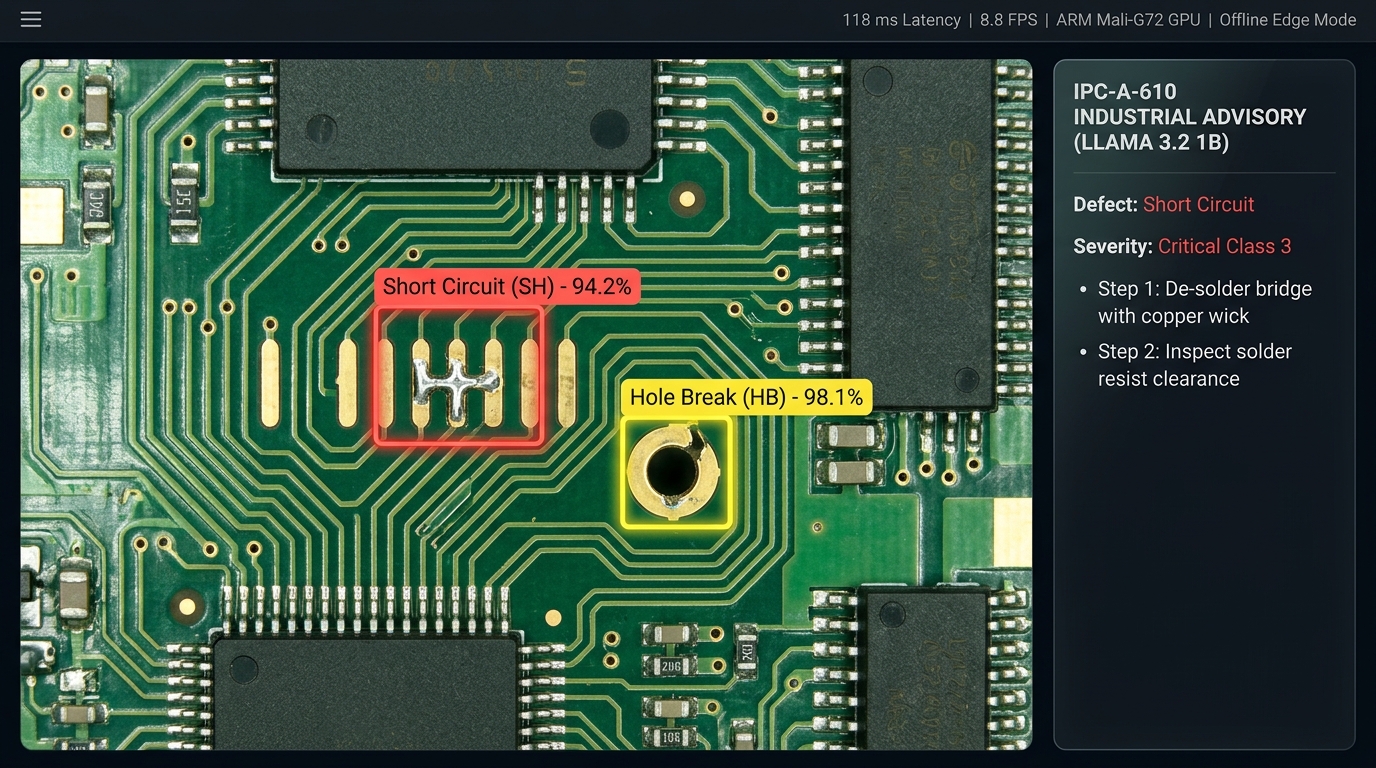 118 ms Latency | 8.8 FPS | ARM Mali-G72 GPU | Offline Edge Mode
IPC-A-610
INDUSTRIAL ADVISORY
(LLAMA 3.2 1B)
Defect: Short Circuit
Severity: Critical Class 3
• Step 1: De-solder bridge
with copper wick
• Step 2: Inspect solder
resist clearance
Short Circuit (SH) - 94.2%
Hole Break (HB) - 98.1%